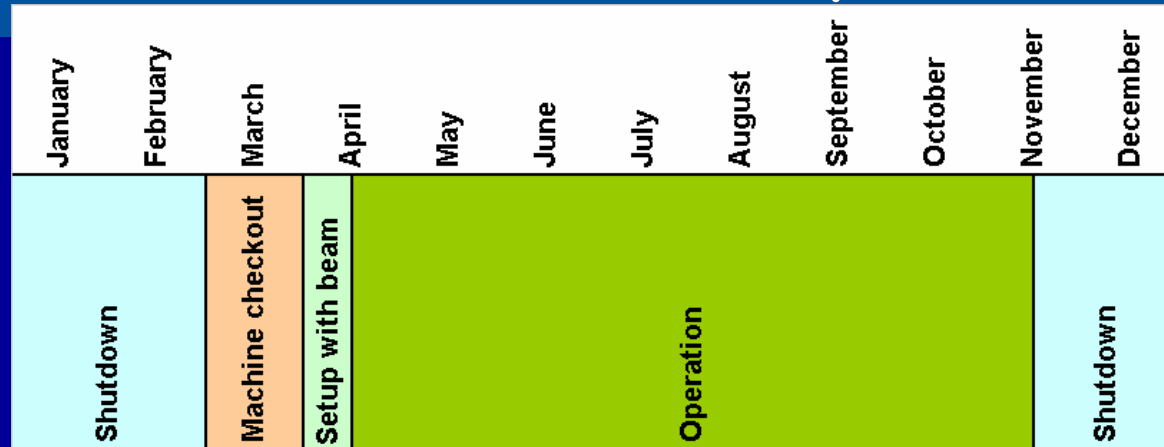 January
February
March
April
May
June
July
August
September
October
November
December
Shutdown
Machine checkout
Setup with beam
Operation
Shutdown